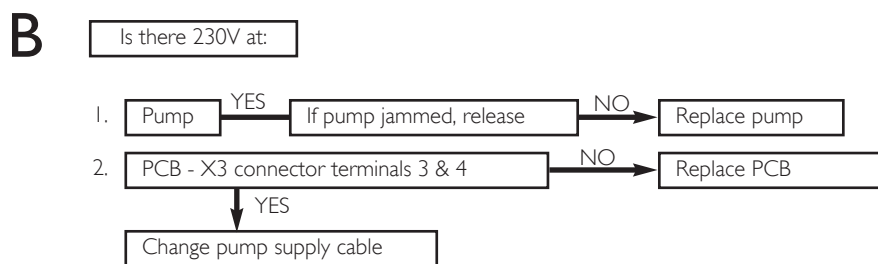 B
Is there 230V at:
1. Pump YES If pump jammed, release NO Replace pump
2. PCB - X3 connector terminals 3 & 4 NO Replace PCB
YES
Change pump supply cable